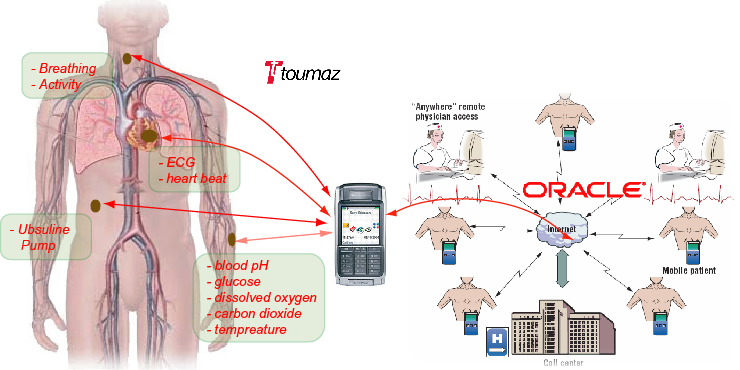 - Breathing
- Activity
toumaz
- ECG
- heart beat
- Ubsuline
Pump
- blood pH
- glucose
- dissolved oxygen
- carbon dioxide
- tempreature
"Anywhere" remote
physician access
ORACLE
Internet
Mobile patient
H
Call center